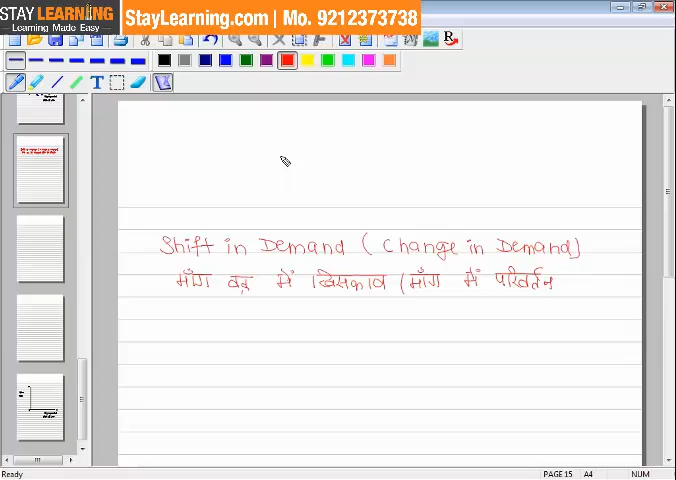 STAY LEARNING
Learning Made Easy
StayLearning.com | Mo. 9212373738
Shift in Demand ( Change in Demand)
माँग वक्र में खिसकाव (माँग में परिवर्तन
Ready
PAGE 15
A4
NUM